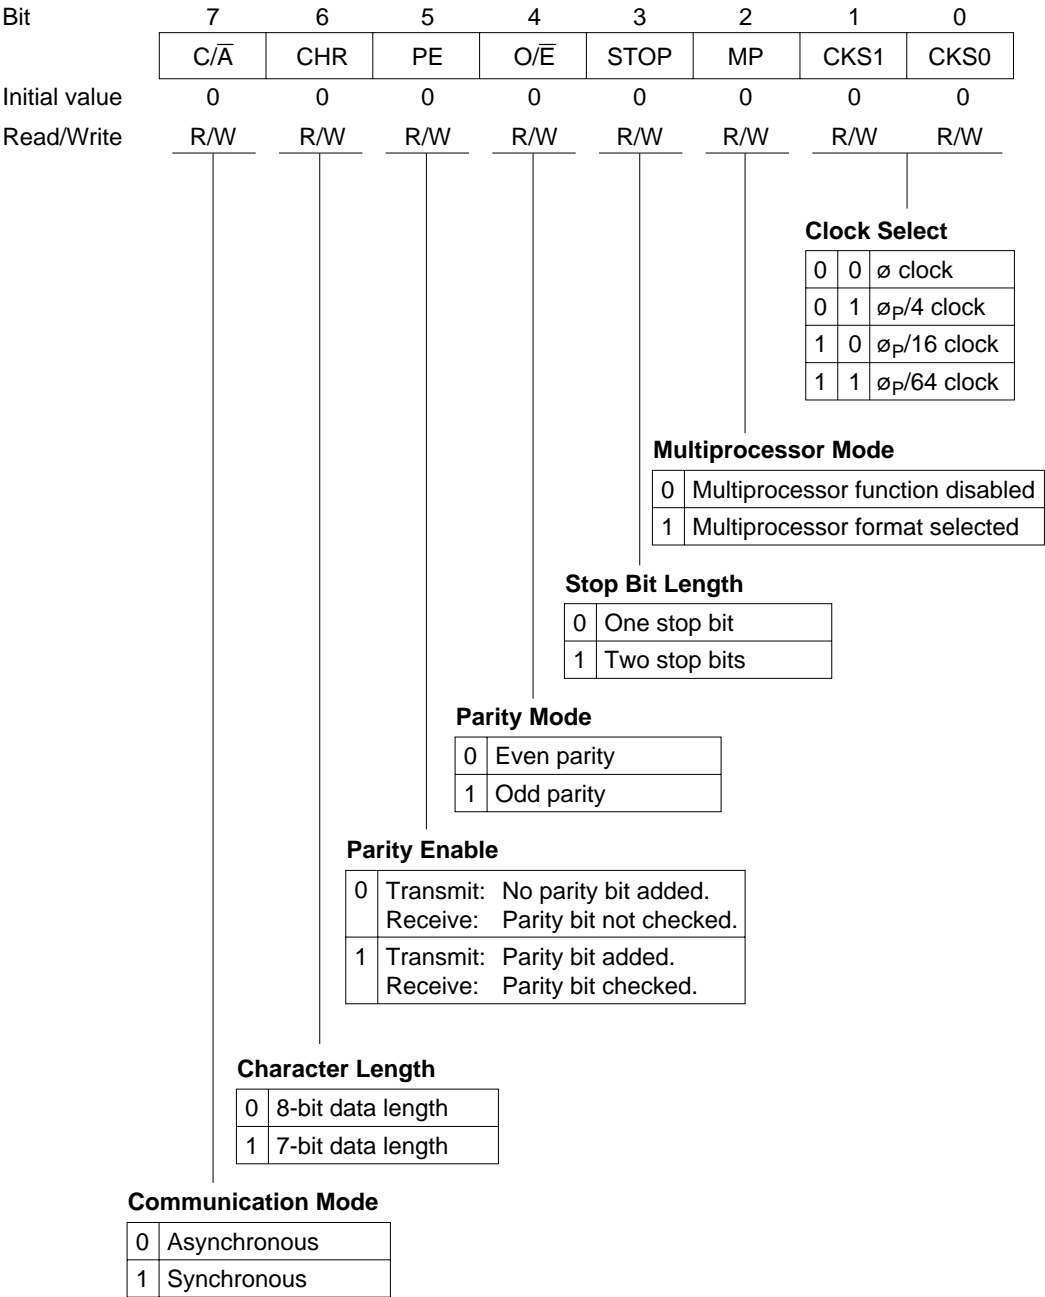 Bit 7 6 5 4 3 2 1 0
C/A̅ CHR PE O/E̅ STOP MP CKS1 CKS0
Initial value 0 0 0 0 0 0 0 0
Read/Write R/W R/W R/W R/W R/W R/W R/W R/W
Clock Select
0 0 ø clock
0 1 øP/4 clock
1 0 øP/16 clock
1 1 øP/64 clock
Multiprocessor Mode
0 Multiprocessor function disabled
1 Multiprocessor format selected
Stop Bit Length
0 One stop bit
1 Two stop bits
Parity Mode
0 Even parity
1 Odd parity
Parity Enable
0 Transmit: No parity bit added.
Receive: Parity bit not checked.
1 Transmit: Parity bit added.
Receive: Parity bit checked.
Character Length
0 8-bit data length
1 7-bit data length
Communication Mode
0 Asynchronous
1 Synchronous